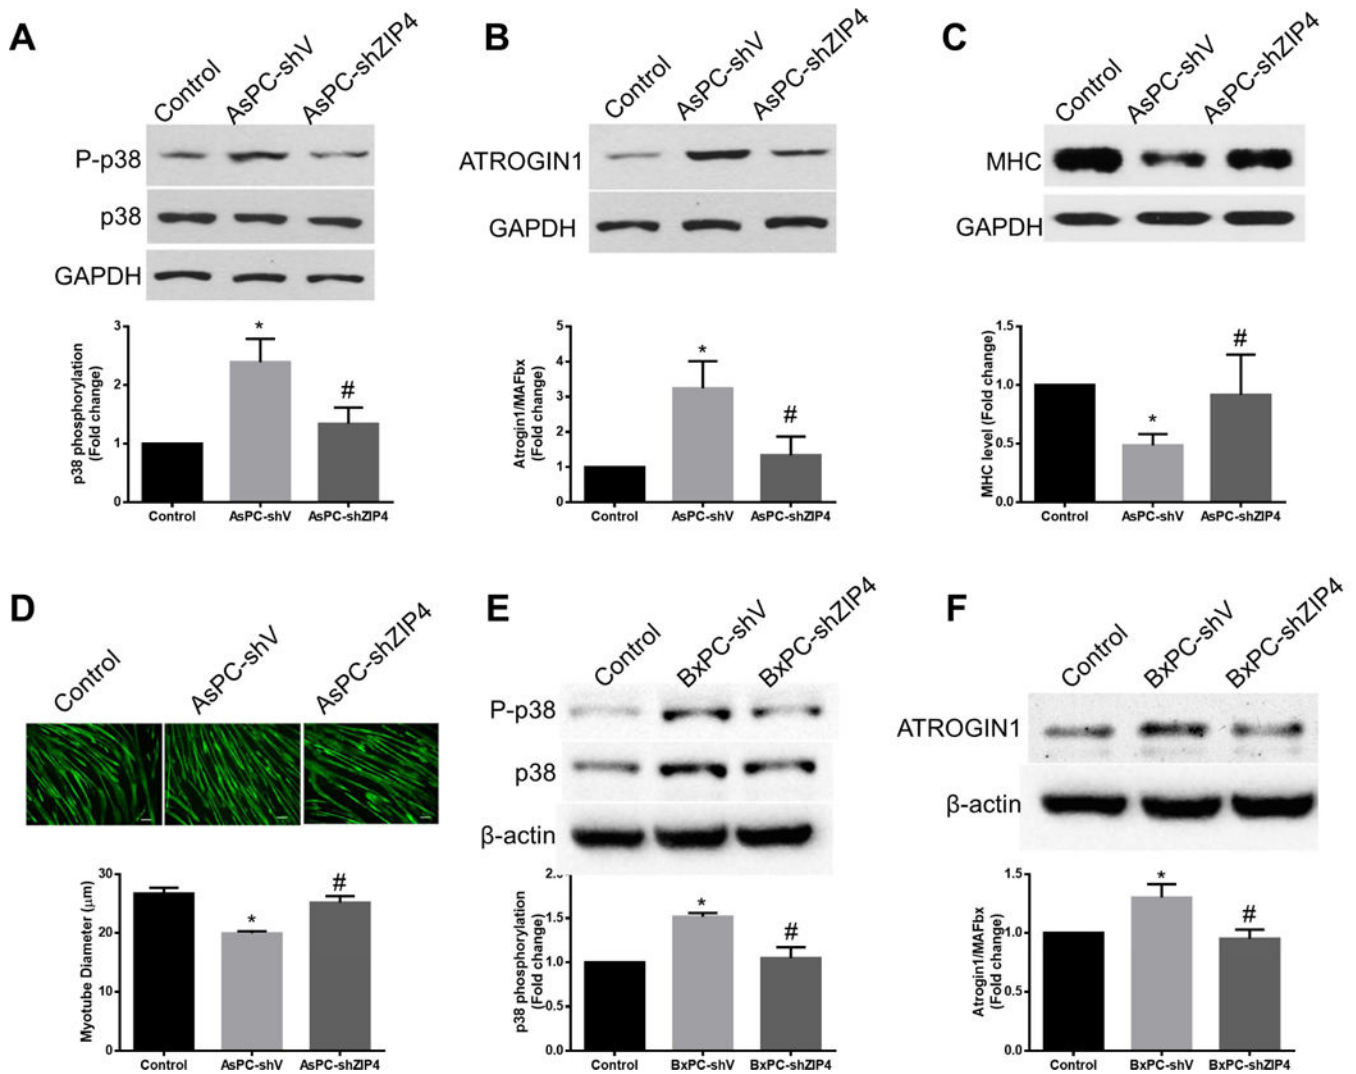 A
Control
AsPC-shV
AsPC-shZIP4
P-p38
p38
GAPDH
p38 phosphorylation
(Fold change)
3
2
1
0
*
#
Control
AsPC-shV
AsPC-shZIP4
B
Control
AsPC-shV
AsPC-shZIP4
ATROGIN1
GAPDH
Atrogin1/MAFbx
(Fold change)
5
4
3
2
1
0
*
#
Control
AsPC-shV
AsPC-shZIP4
C
Control
AsPC-shV
AsPC-shZIP4
MHC
GAPDH
MHC level (Fold change)
1.5
1.0
0.5
0.0
*
#
Control
AsPC-shV
AsPC-shZIP4
D
Control
AsPC-shV
AsPC-shZIP4
Myotube Diameter (μm)
30
20
10
0
*
#
Control
AsPC-shV
AsPC-shZIP4
E
Control
BxPC-shV
BxPC-shZIP4
P-p38
p38
β-actin
p38 phosphorylation
(Fold change)
2.0
1.5
1.0
0.5
0.0
*
#
Control
BxPC-shV
BxPC-shZIP4
F
Control
BxPC-shV
BxPC-shZIP4
ATROGIN1
β-actin
Atrogin1/MAFbx
(Fold change)
1.5
1.0
0.5
0.0
*
#
Control
BxPC-shV
BxPC-shZIP4